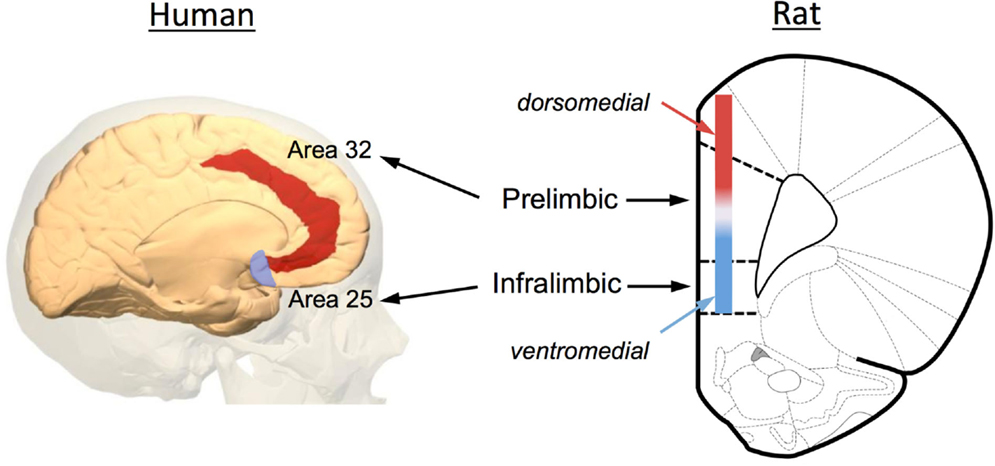 Human
Rat
dorsomedial
Area 32
Prelimbic
Infralimbic
Area 25
ventromedial